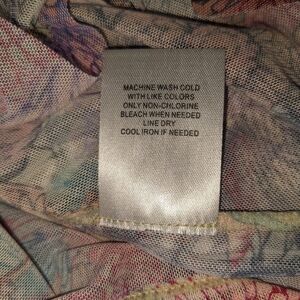 MACHINE WASH COLD
WITH LIKE COLORS
ONLY NON-CHLORINE
BLEACH WHEN NEEDED
LINE DRY
COOL IRON IF NEEDED